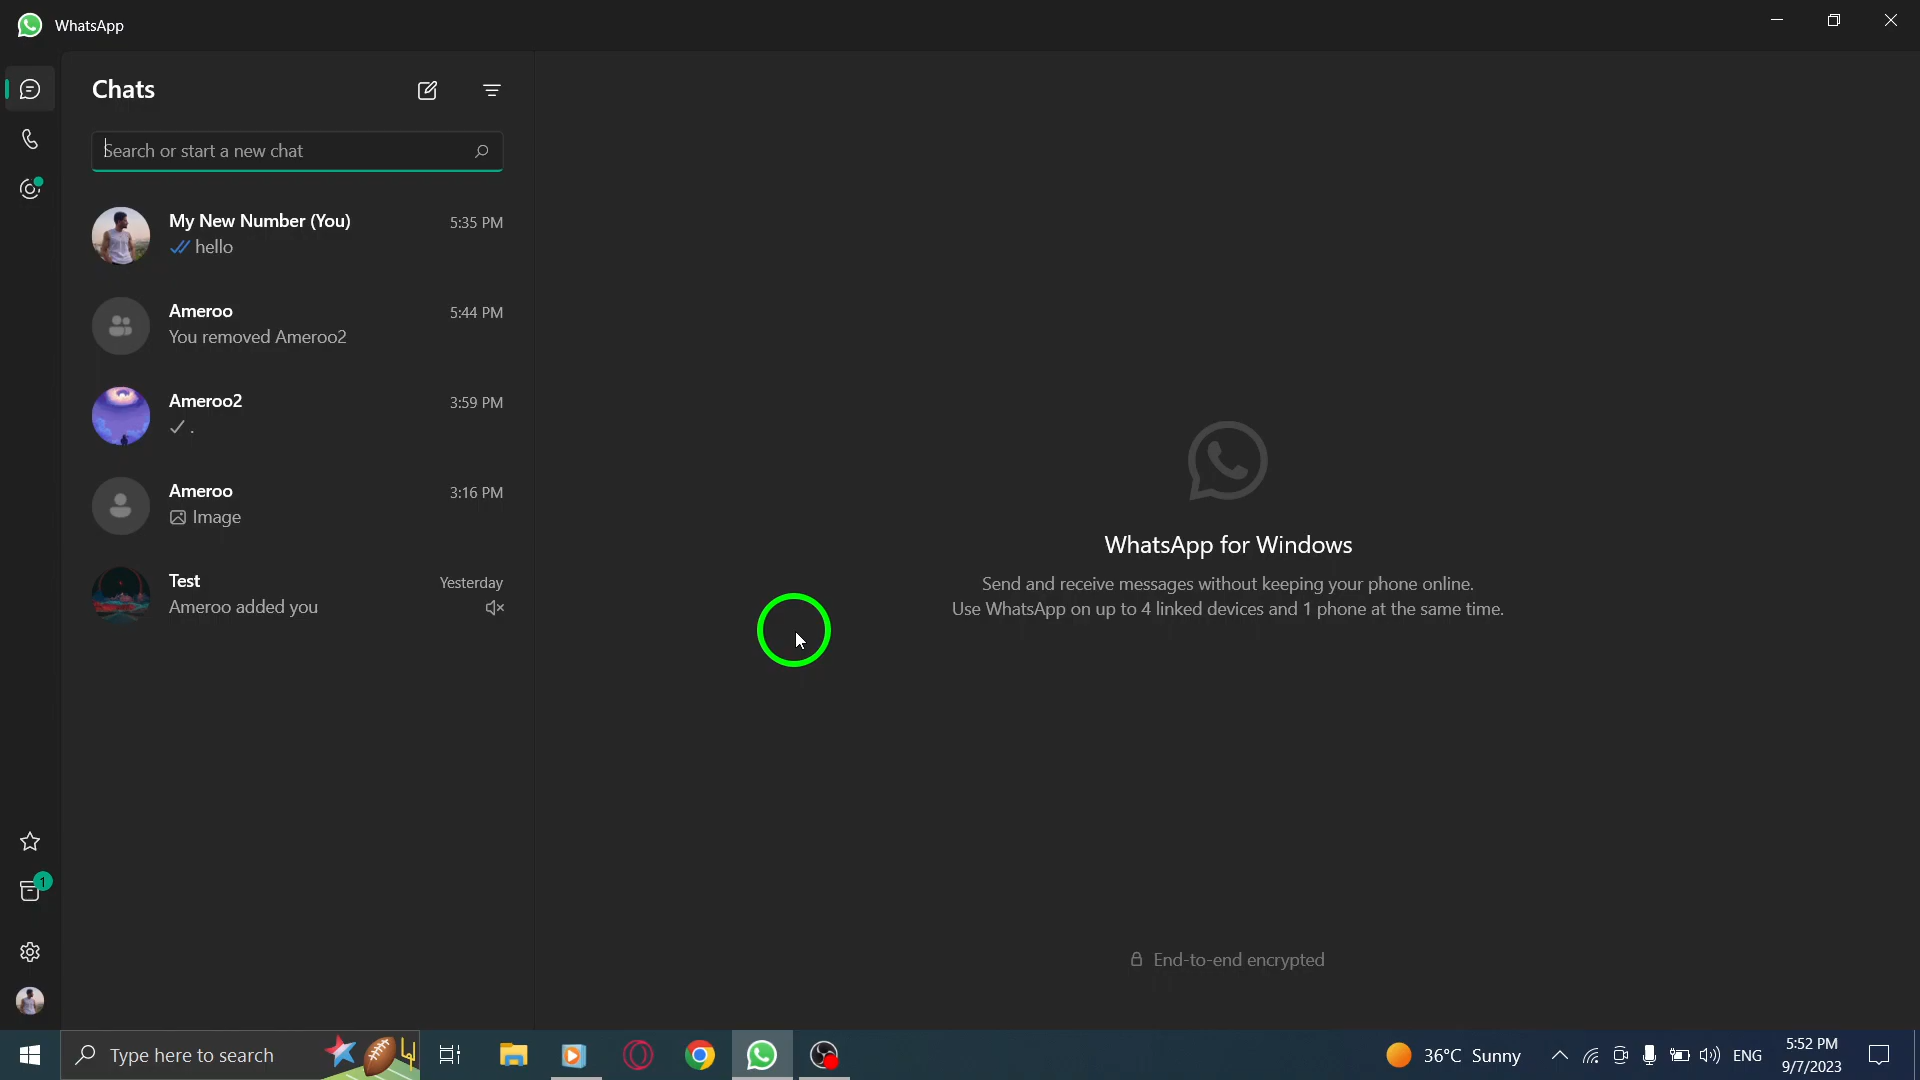 WhatsApp
Chats
Search or start a new chat
My New Number (You)
5:35 PM
hello
Ameroo
5:44 PM
You removed Ameroo2
Ameroo2
3:59 PM
.
Ameroo
3:16 PM
Image
Test
Yesterday
Ameroo added you
1
WhatsApp for Windows
Send and receive messages without keeping your phone online.
Use WhatsApp on up to 4 linked devices and 1 phone at the same time.
End-to-end encrypted
Type here to search
36°C Sunny
ENG
5:52 PM
9/7/2023